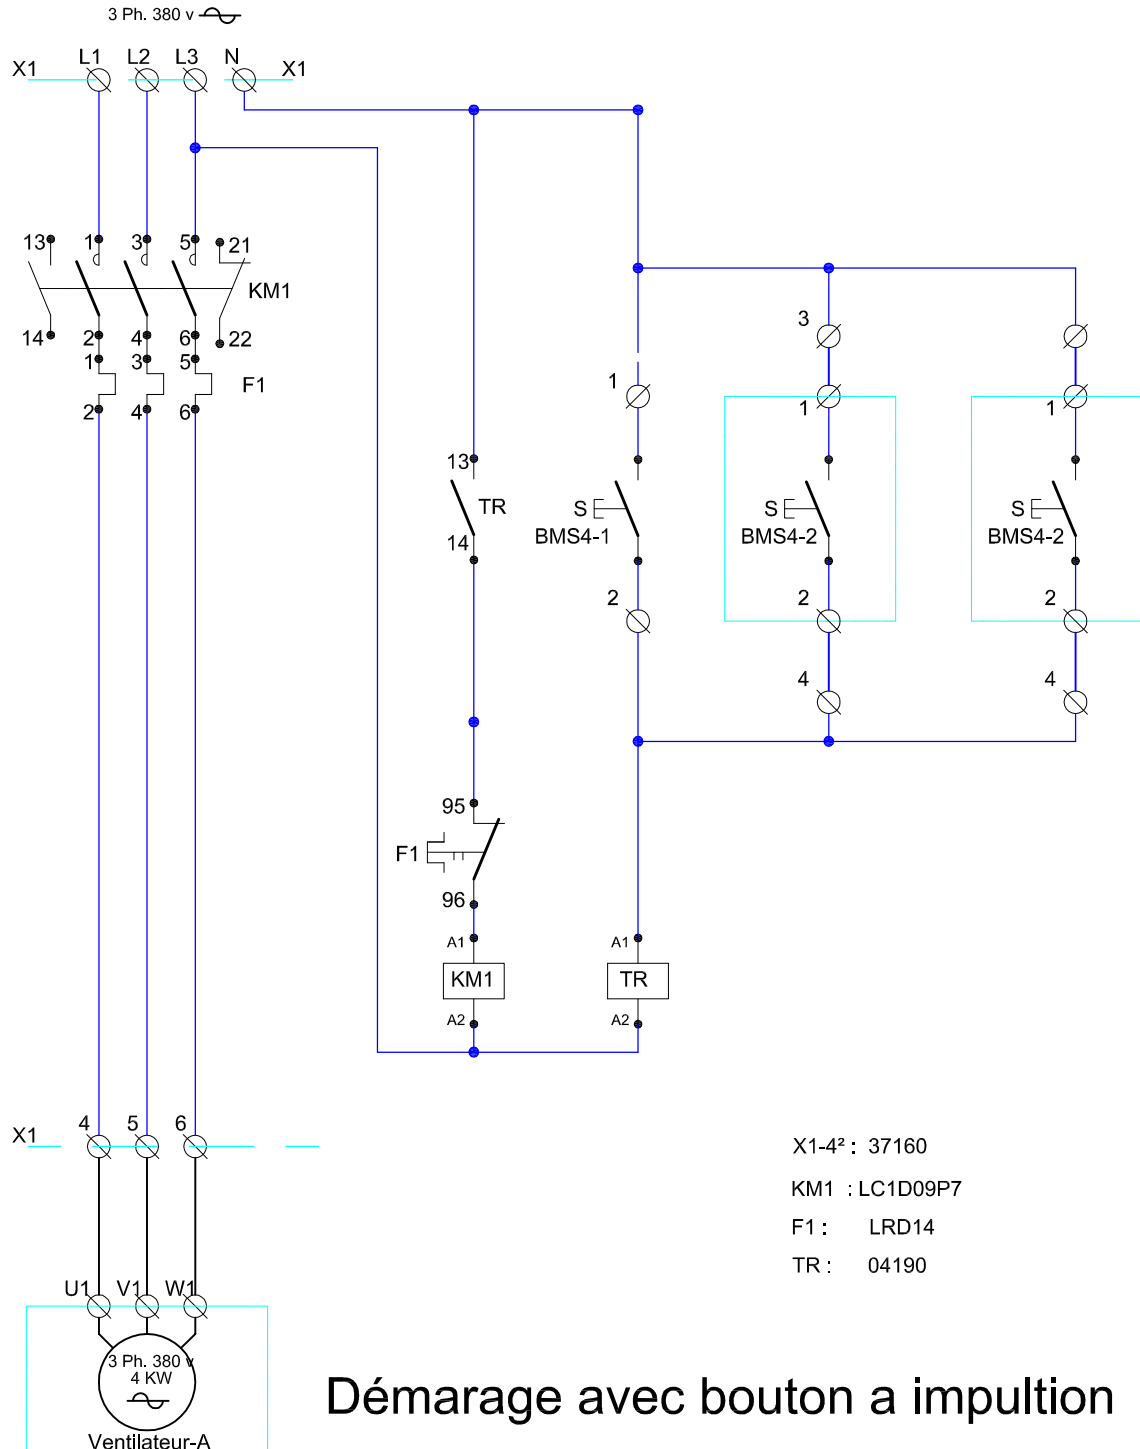 3 Ph. 380 v
L1 L2 L3 N
X1 X1
13 1 3 5 21
KM1
14 2 4 6 22
1 3 5
F1
2 4 6
3
1 1 1
13
TR S S S
BMS4-1 BMS4-2 BMS4-2
14
2 2 2
4 4
95
F1
96
A1 A1
KM1 TR
A2 A2
4 5 6
X1
X1-4² : 37160
KM1 : LC1D09P7
F1 : LRD14
TR : 04190
U1 V1 W1
3 Ph. 380 v
4 KW
Démarage avec bouton a impultion
Ventilateur-A